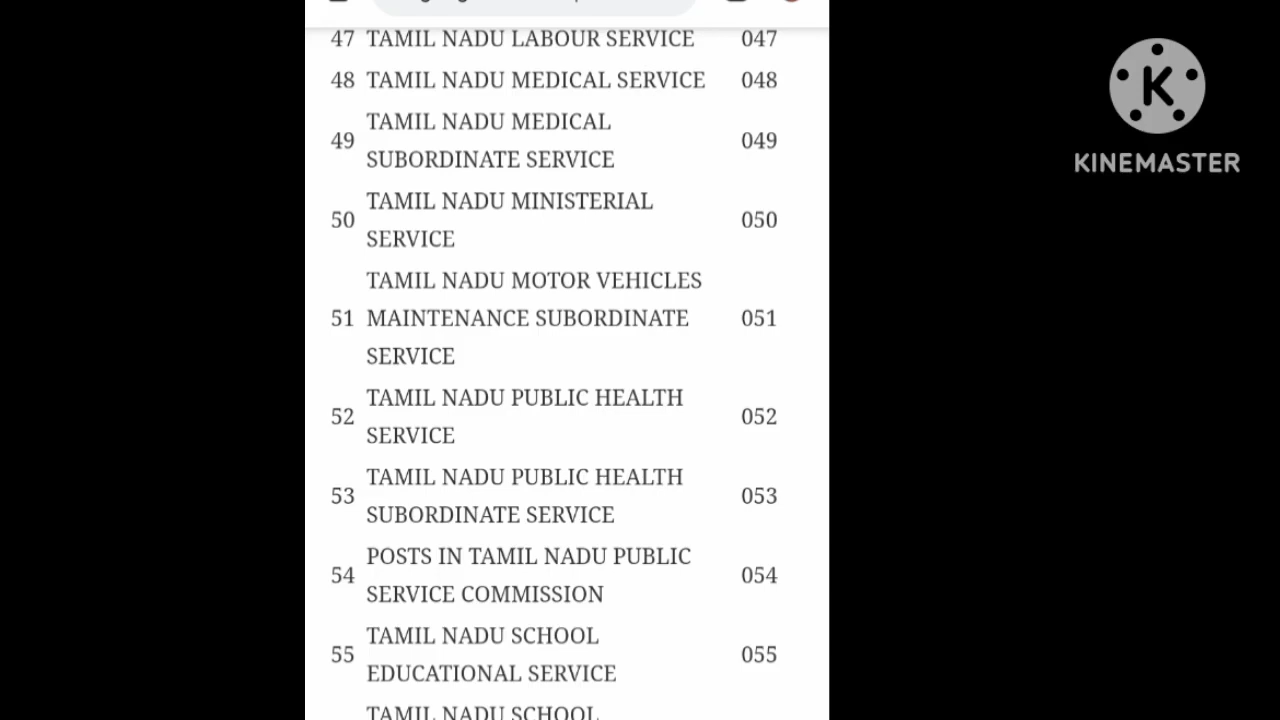 47 TAMIL NADU LABOUR SERVICE 047
48 TAMIL NADU MEDICAL SERVICE 048
TAMIL NADU MEDICAL
49 SUBORDINATE SERVICE 049
TAMIL NADU MINISTERIAL
50 SERVICE 050
TAMIL NADU MOTOR VEHICLES
51 MAINTENANCE SUBORDINATE 051
SERVICE
TAMIL NADU PUBLIC HEALTH
52 SERVICE 052
TAMIL NADU PUBLIC HEALTH
53 SUBORDINATE SERVICE 053
POSTS IN TAMIL NADU PUBLIC
54 SERVICE COMMISSION 054
TAMIL NADU SCHOOL
55 EDUCATIONAL SERVICE 055
TAMIL NADU SCHOOL
K
KINEMASTER